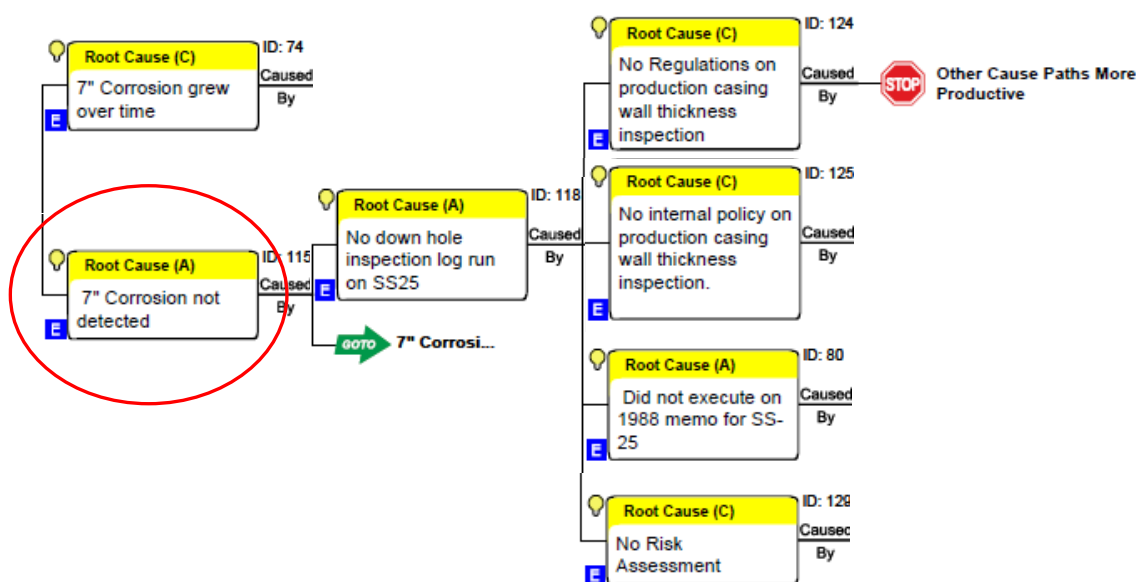 Root Cause (C)
ID: 74
7" Corrosion grew
over time
Caused
By
E
Root Cause (A)
ID: 115
7" Corrosion not
detected
Caused
By
E
Root Cause (A)
ID: 118
No down hole
inspection log run
on SS25
Caused
By
E
GOTO 7" Corrosi...
Root Cause (C)
ID: 124
No Regulations on
production casing
wall thickness
inspection
Caused
By
E
STOP
Other Cause Paths More
Productive
Root Cause (C)
ID: 125
No internal policy on
production casing
wall thickness
inspection.
Caused
By
E
Root Cause (A)
ID: 80
Did not execute on
1988 memo for SS-
25
Caused
By
E
Root Cause (C)
ID: 129
No Risk
Assessment
Caused
By
E